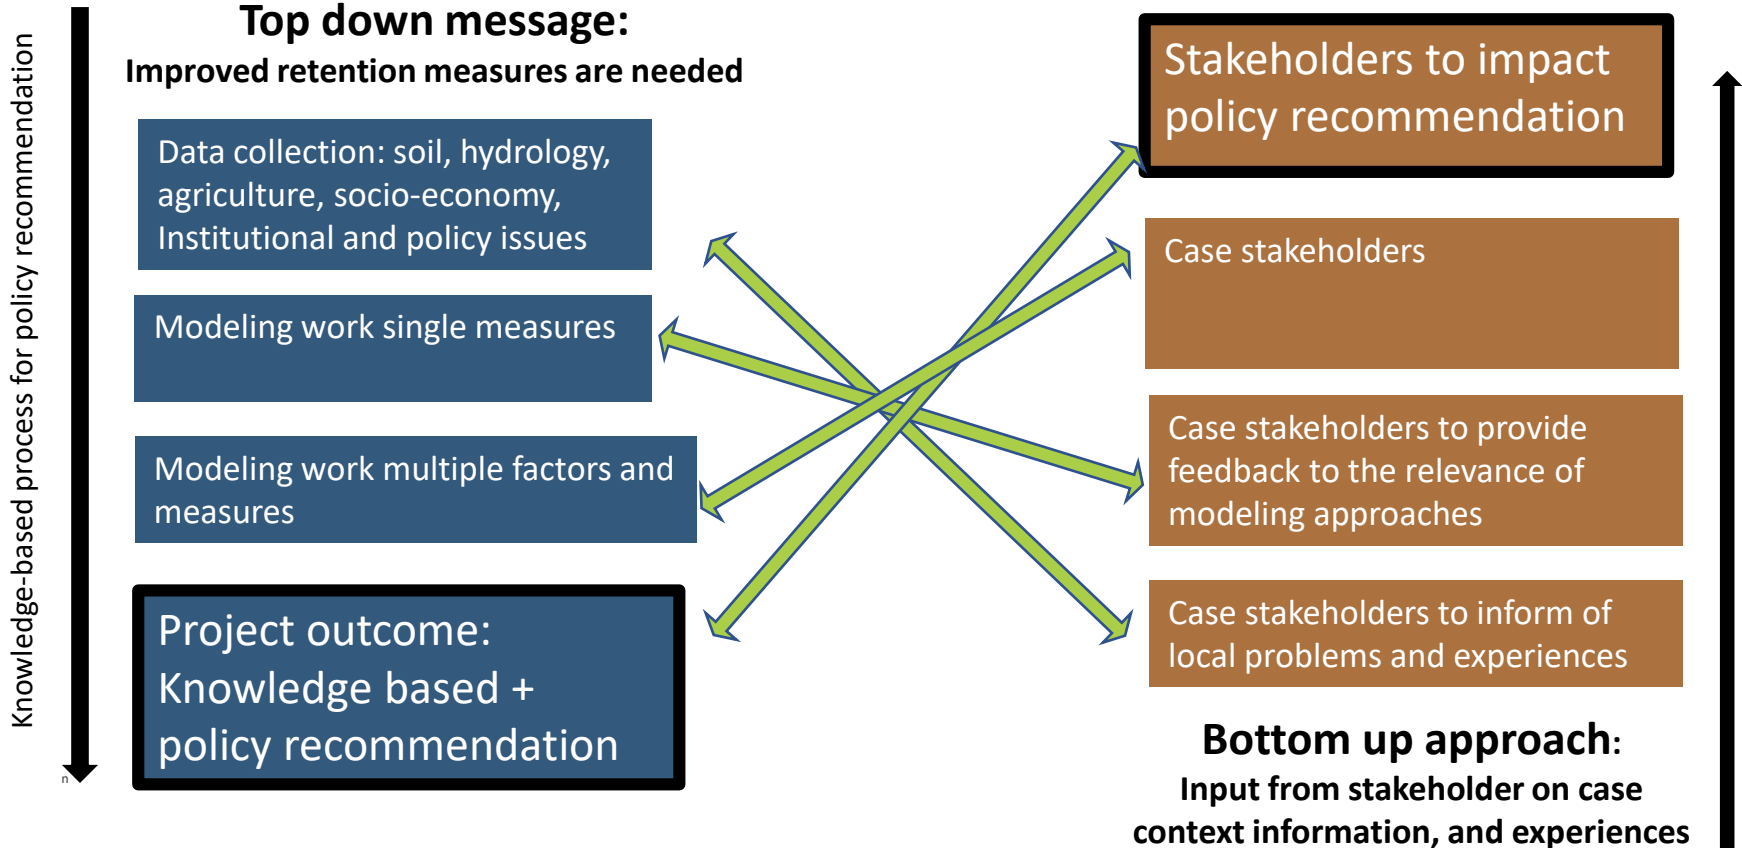 Knowledge-based process for policy recommendation
n
Top down message:
Improved retention measures are needed
Data collection: soil, hydrology,
agriculture, socio-economy,
Institutional and policy issues
Modeling work single measures
Modeling work multiple factors and
measures
Project outcome:
Knowledge based +
policy recommendation
Stakeholders to impact
policy recommendation
Case stakeholders
Case stakeholders to provide
feedback to the relevance of
modeling approaches
Case stakeholders to inform of
local problems and experiences
Bottom up approach:
Input from stakeholder on case
context information, and experiences